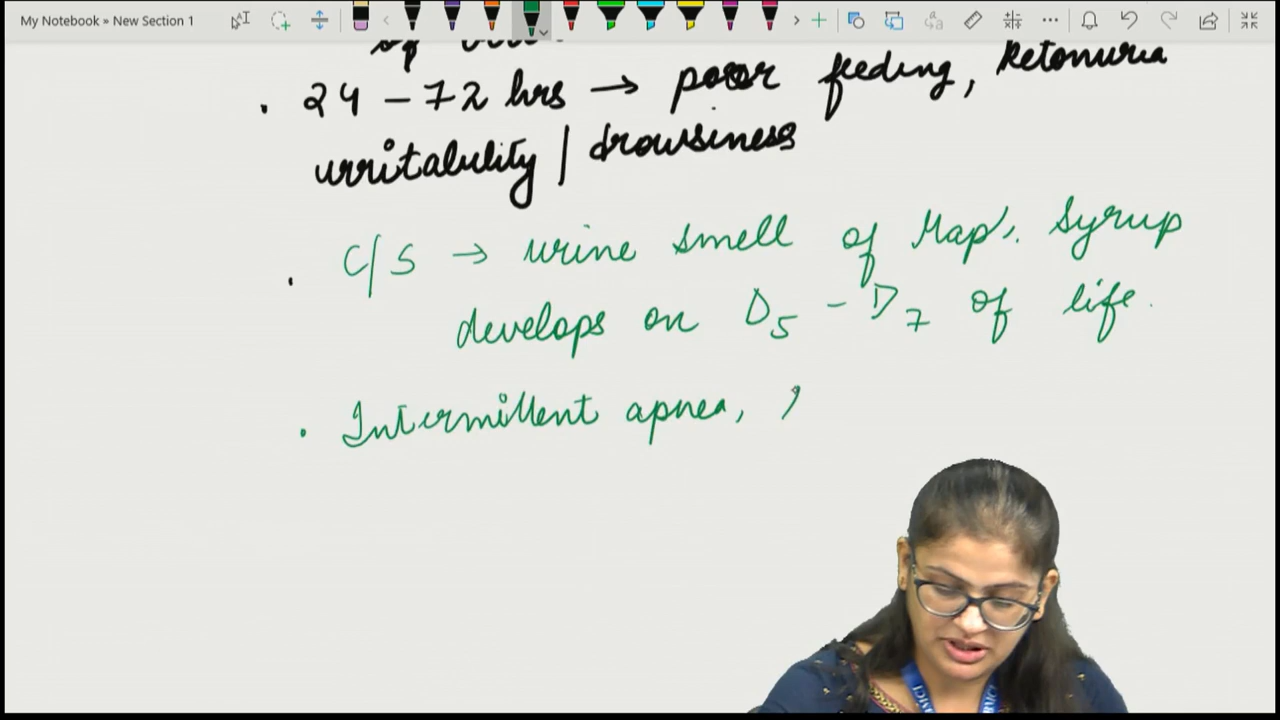 My Notebook » New Section 1
of
24 - 72 hrs → poor feeding, Ketonuria
irritability / drowsiness
C/S → urine smell of Map. Syrup
develops on D5 - D7 of life.
Intermittent apnea,